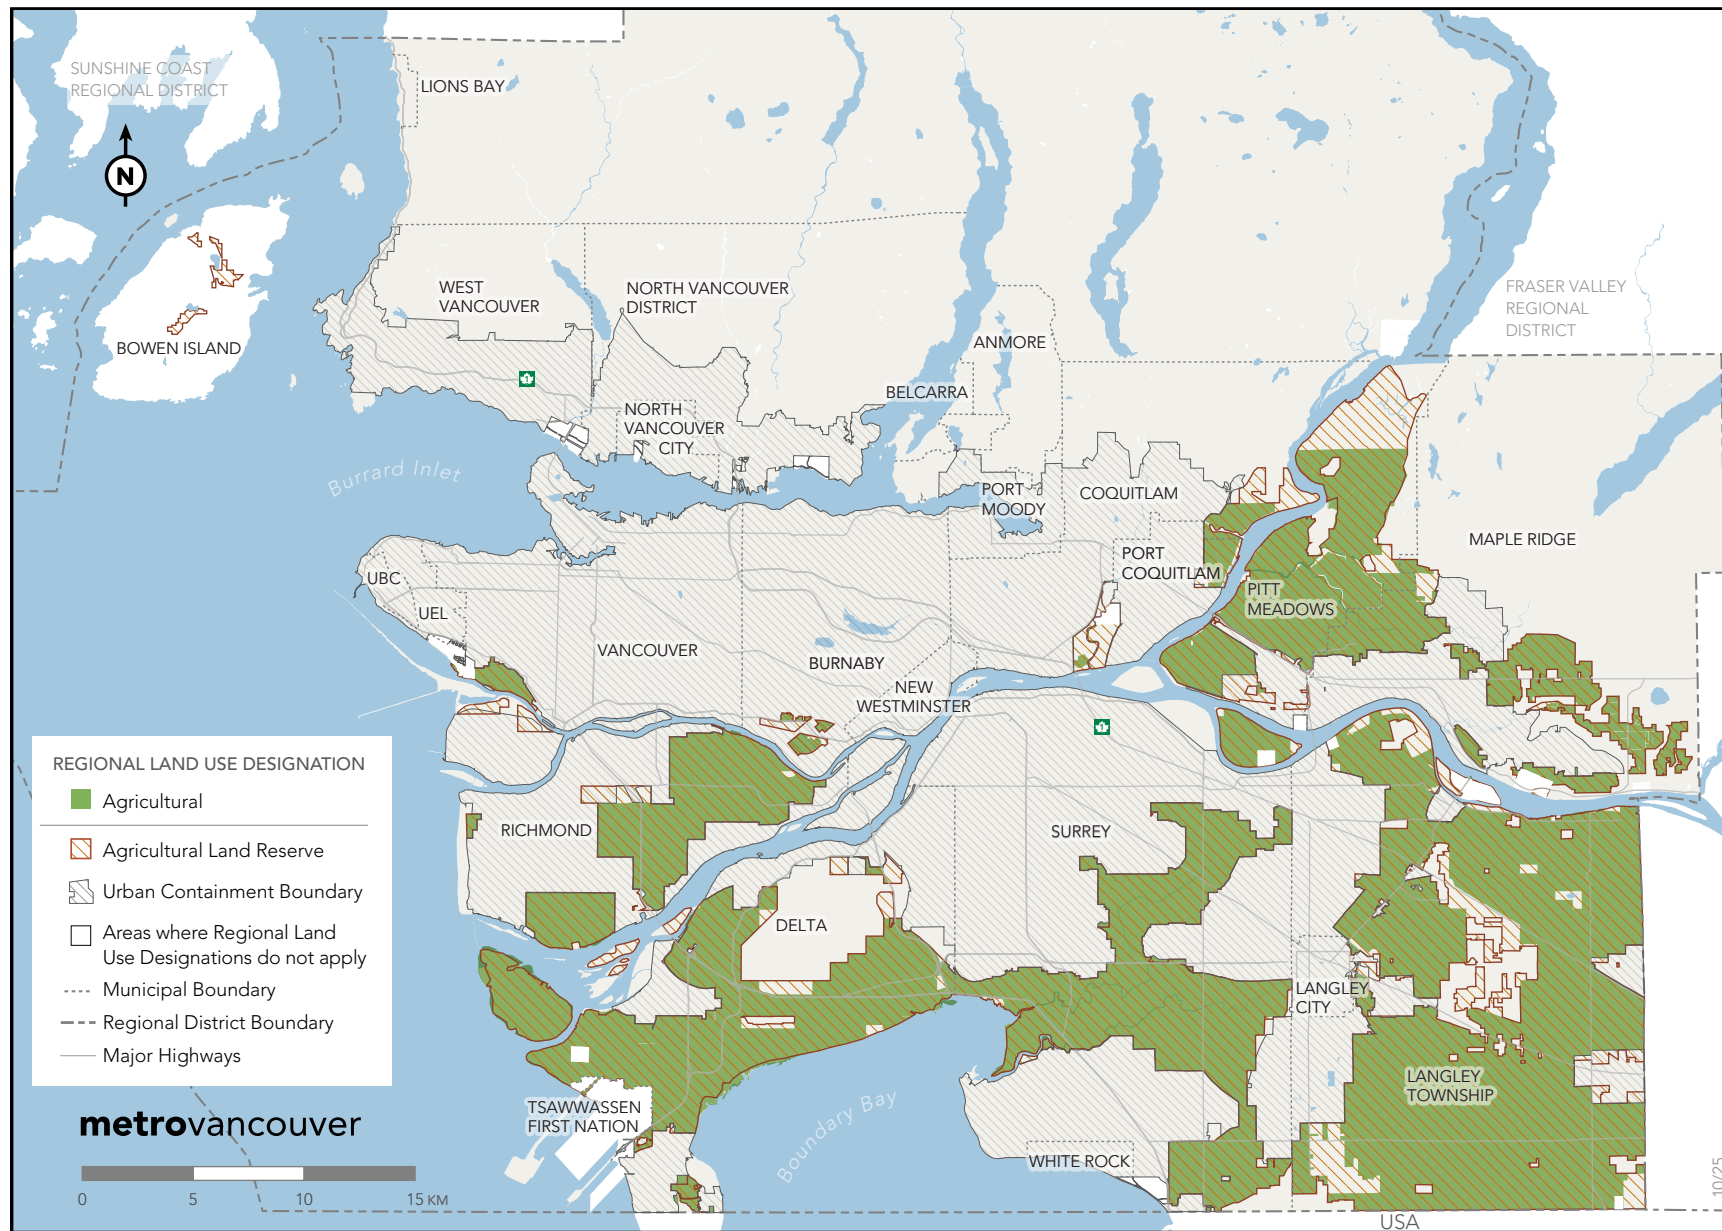 SUNSHINE COAST
REGIONAL DISTRICT
N
LIONS BAY
WEST
VANCOUVER
NORTH VANCOUVER
DISTRICT
BOWEN ISLAND
ANMORE
FRASER VALLEY
REGIONAL
DISTRICT
1
BELCARRA
NORTH
VANCOUVER
CITY
Burrard Inlet
PORT
MOODY
COQUITLAM
PORT
COQUITLAM
MAPLE RIDGE
UBC
UEL
PITT
MEADOWS
VANCOUVER
BURNABY
NEW
WESTMINSTER
1
RICHMOND
SURREY
DELTA
LANGLEY
CITY
LANGLEY
TOWNSHIP
TSAWWASSEN
FIRST NATION
Boundary Bay
WHITE ROCK
USA
10/25
REGIONAL LAND USE DESIGNATION
Agricultural
Agricultural Land Reserve
Urban Containment Boundary
Areas where Regional Land
Use Designations do not apply
Municipal Boundary
Regional District Boundary
Major Highways
metrovancouver
0 5 10 15 KM